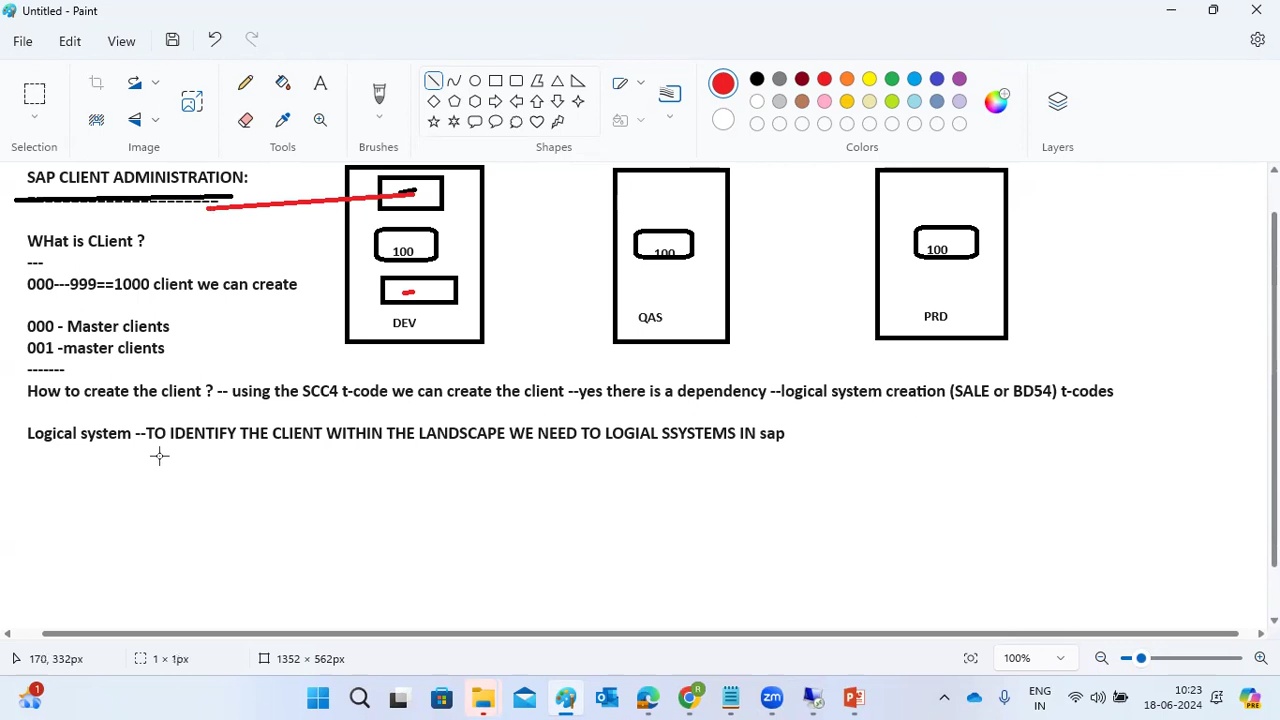 Untitled - Paint
File Edit View
Selection Image Tools Brushes Shapes Colors Layers
SAP CLIENT ADMINISTRATION:
--------------------------
WHat is CLient ?
---
000---999==1000 client we can create
000 - Master clients
001 -master clients
-------
How to create the client ? -- using the SCC4 t-code we can create the client --yes there is a dependency --logical system creation (SALE or BD54) t-codes
Logical system --TO IDENTIFY THE CLIENT WITHIN THE LANDSCAPE WE NEED TO LOGIAL SSYSTEMS IN sap
100
DEV
100
QAS
100
PRD
170, 332px 1 × 1px 1352 × 562px 100%
1 R zm ENG IN 10:23 18-06-2024 PRE